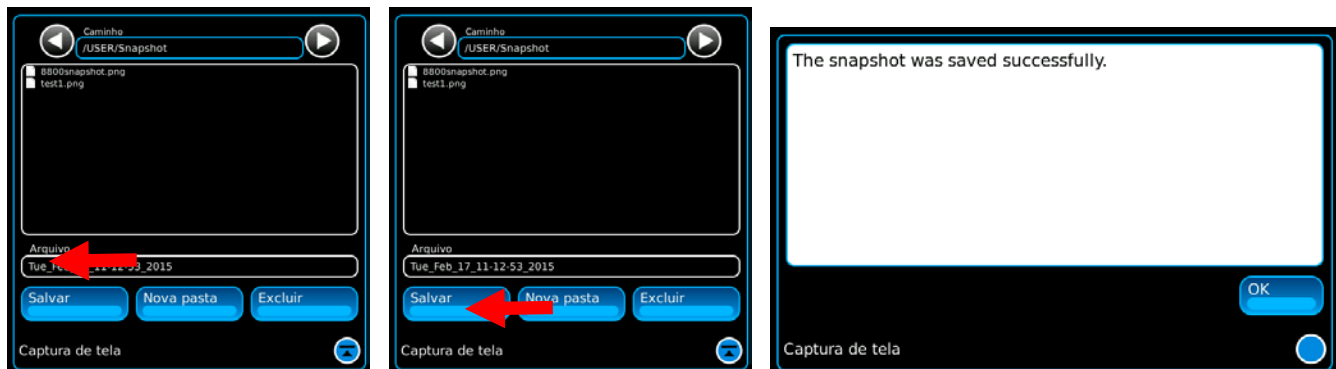 Caminho
/USER/Snapshot
8800snapshot.png
test1.png
Arquivo
11-12-53_2015
Salvar
Nova pasta
Excluir
Captura de tela
Caminho
/USER/Snapshot
8800snapshot.png
test1.png
Arquivo
Tue_Feb_17_11-12-53_2015
Salvar
Nova pasta
Excluir
Captura de tela
The snapshot was saved successfully.
OK
Captura de tela